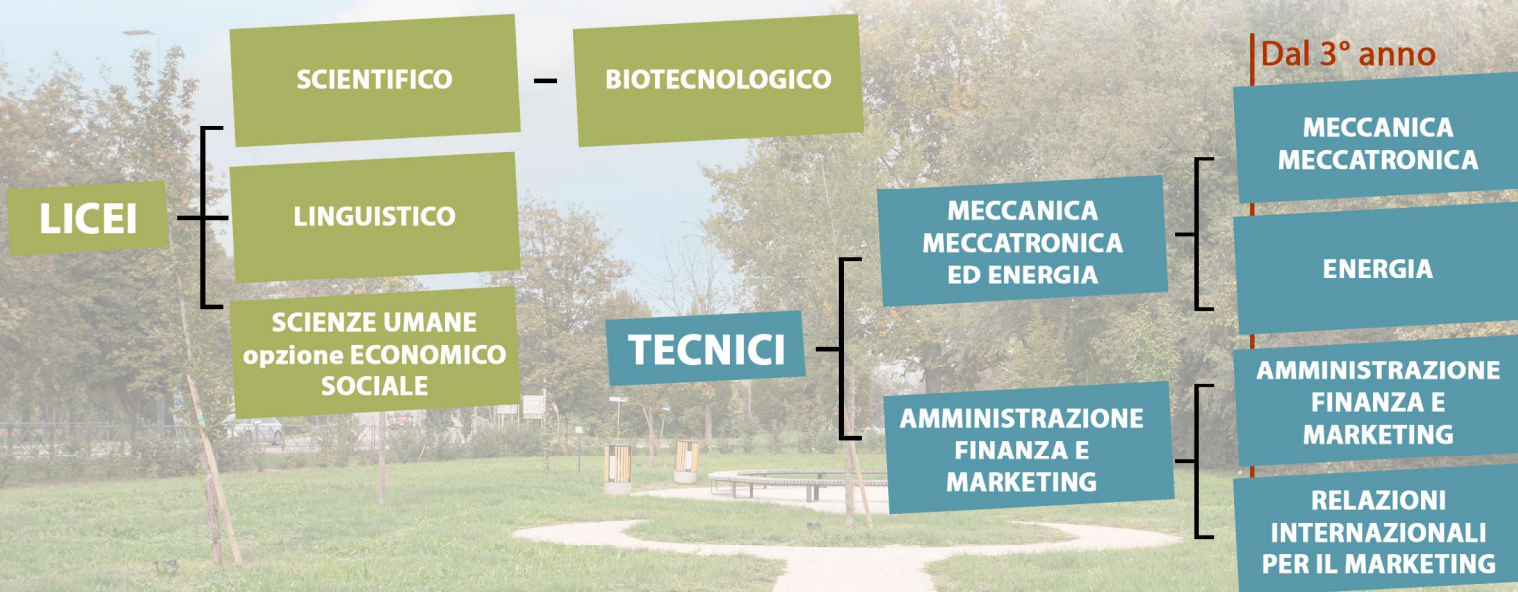 LICEI
SCIENTIFICO
BIOTECNOLOGICO
LINGUISTICO
SCIENZE UMANE
opzione ECONOMICO
SOCIALE
TECNICI
MECCANICA
MECCATRONICA
ED ENERGIA
AMMINISTRAZIONE
FINANZA E
MARKETING
Dal 3° anno
MECCANICA
MECCATRONICA
ENERGIA
AMMINISTRAZIONE
FINANZA E
MARKETING
RELAZIONI
INTERNAZIONALI
PER IL MARKETING